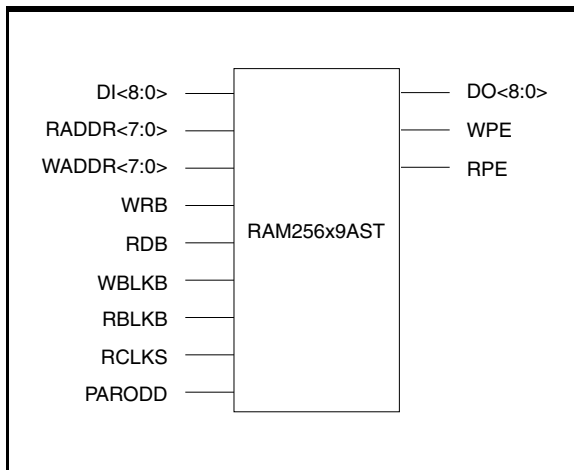 DI<8:0>
RADDR<7:0>
WADDR<7:0>
WRB
RDB
WBLKB
RBLKB
RCLKS
PARODD
RAM256x9AST
DO<8:0>
WPE
RPE